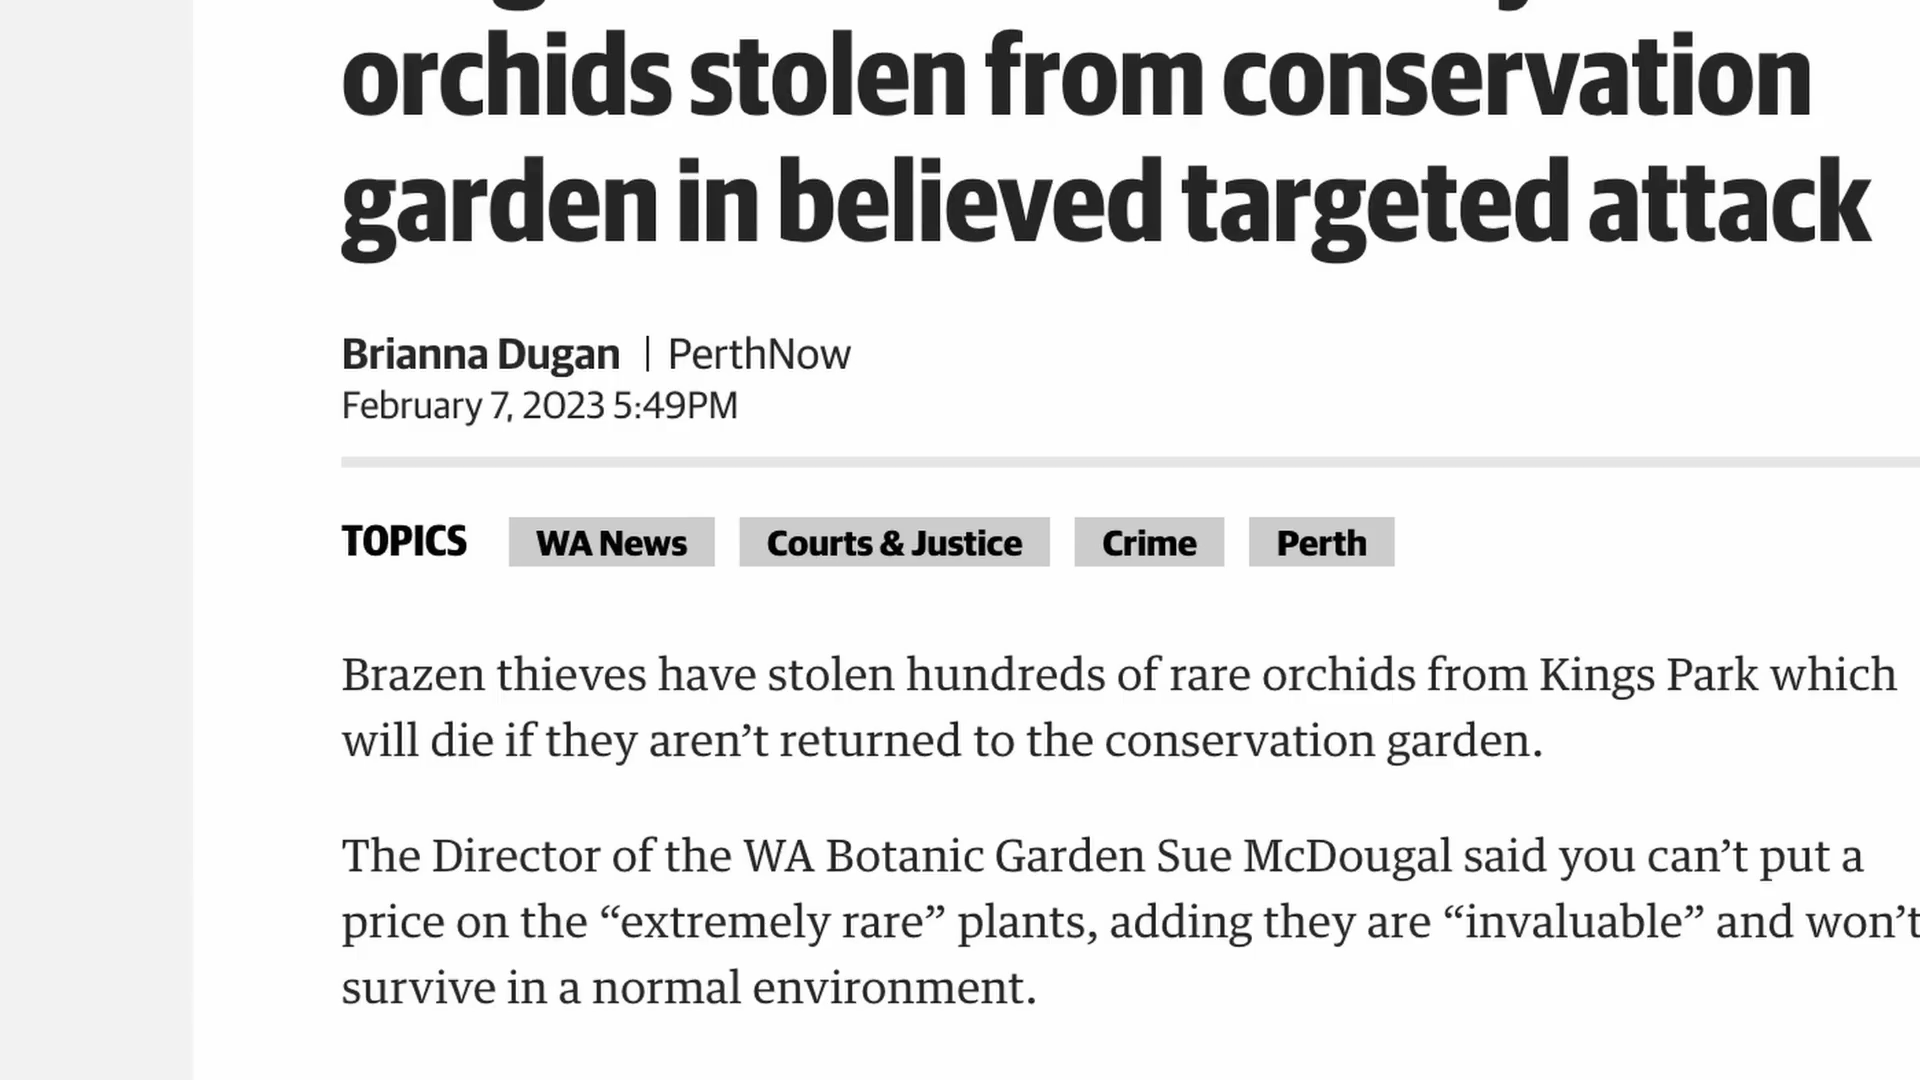 orchids stolen from conservation
garden in believed targeted attack
Brianna Dugan | PerthNow
February 7, 2023 5:49PM
TOPICS WA News Courts & Justice Crime Perth
Brazen thieves have stolen hundreds of rare orchids from Kings Park which
will die if they aren’t returned to the conservation garden.
The Director of the WA Botanic Garden Sue McDougal said you can’t put a
price on the “extremely rare” plants, adding they are “invaluable” and won’t
survive in a normal environment.